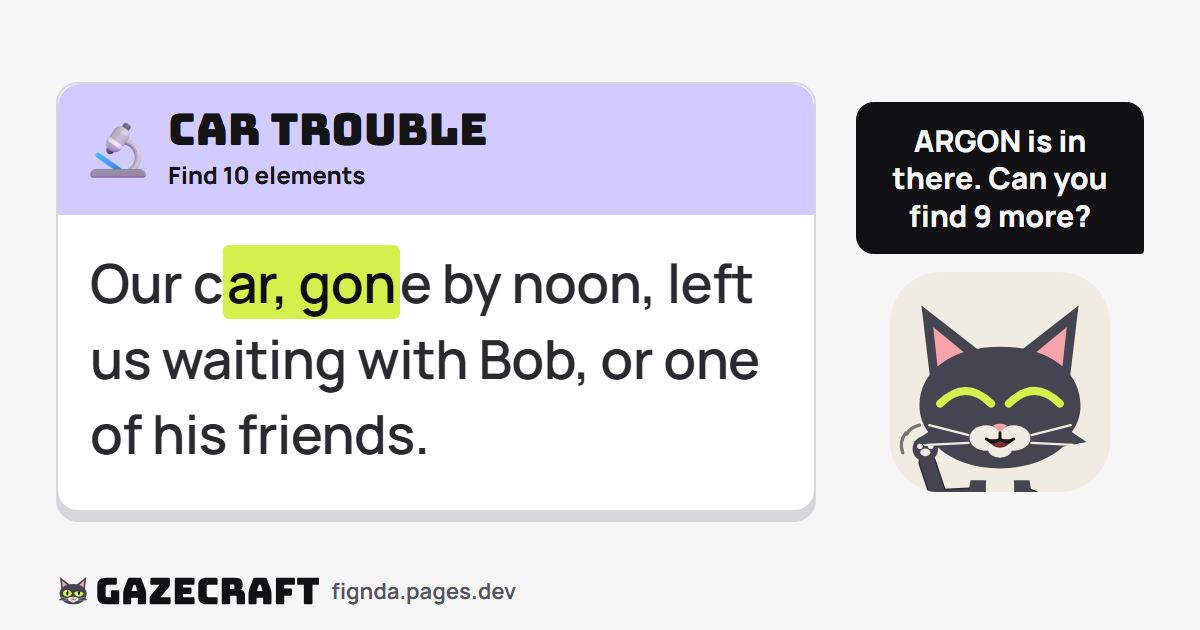 CAR TROUBLE
Find 10 elements
Our car, gone by noon, left
us waiting with Bob, or one
of his friends.
ARGON is in
there. Can you
find 9 more?
GAZECRAFT fignda.pages.dev